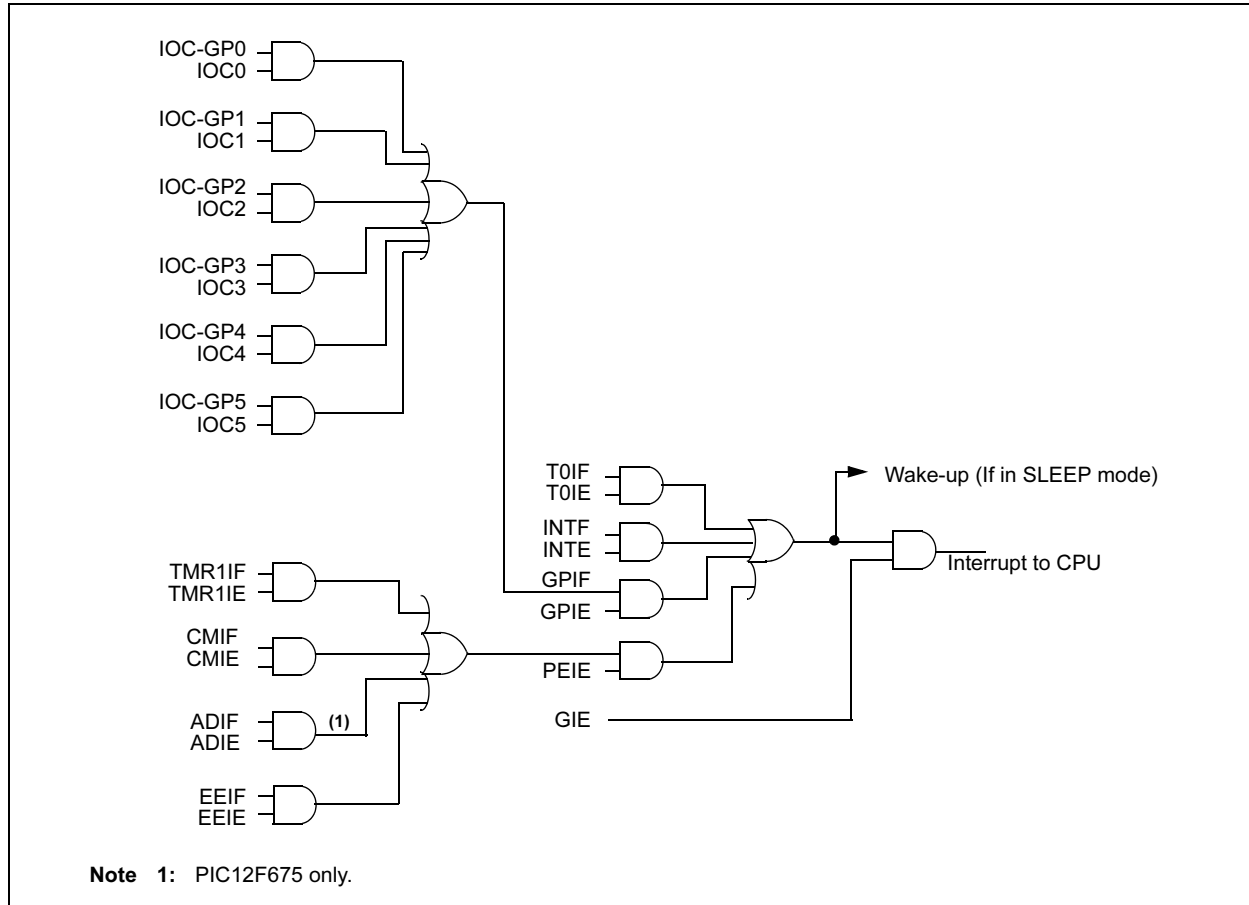 IOC-GP0
IOC0
IOC-GP1
IOC1
IOC-GP2
IOC2
IOC-GP3
IOC3
IOC-GP4
IOC4
IOC-GP5
IOC5
T0IF
T0IE
Wake-up (If in SLEEP mode)
INTF
INTE
Interrupt to CPU
GPIF
GPIE
PEIE
GIE
TMR1IF
TMR1IE
CMIF
CMIE
ADIF
ADIE
(1)
EEIF
EEIE
Note 1: PIC12F675 only.